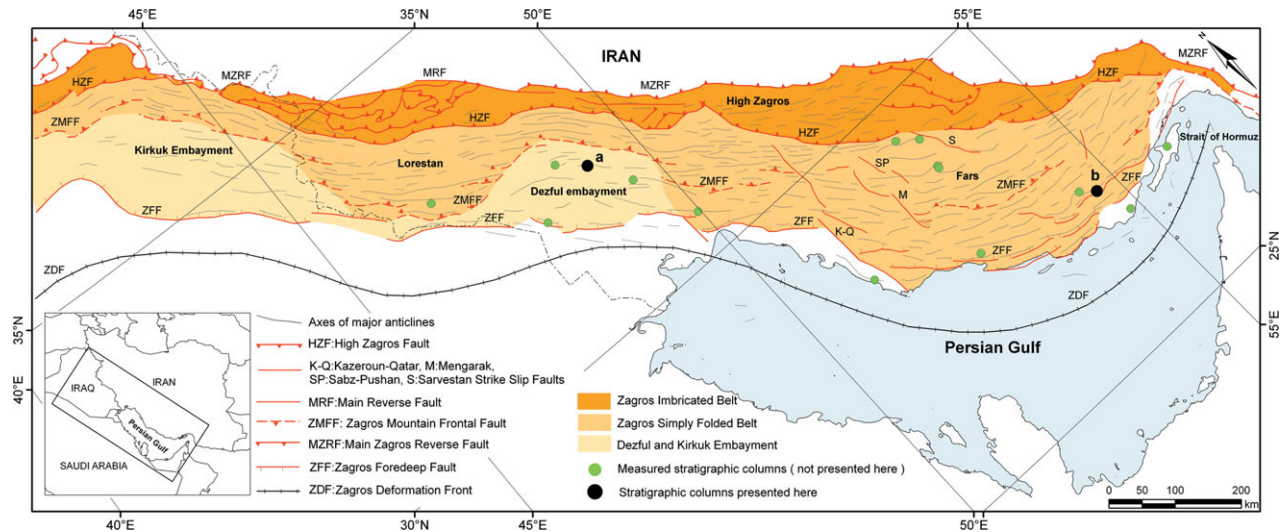 45°E
35°N
50°E
55°E
IRAN
N
MZRF
HZF
MZRF
MRF
MZRF
HZF
High Zagros
HZF
HZF
ZMFF
Kirkuk Embayment
Lorestan
a
S
Strait of Hormuz
SP
Fars
b
ZMFF
Dezful embayment
ZMFF
M
ZMFF
ZFF
ZFF
ZFF
ZFF
K-Q
ZFF
25°N
ZDF
ZDF
35°N
40°E
55°E
Persian Gulf
IRAQ
IRAN
Persian Gulf
SAUDI ARABIA
Axes of major anticlines
HZF:High Zagros Fault
K-Q:Kazeroun-Qatar, M:Mengarak,
SP:Sabz-Pushan, S:Sarvestan Strike Slip Faults
MRF:Main Reverse Fault
ZMFF: Zagros Mountain Frontal Fault
MZRF:Main Zagros Reverse Fault
ZFF:Zagros Foredeep Fault
ZDF:Zagros Deformation Front
Zagros Imbricated Belt
Zagros Simply Folded Belt
Dezful and Kirkuk Embayment
Measured stratigraphic columns ( not presented here )
Stratigraphic columns presented here
0 50 100 200
km
40°E
30°N
45°E
50°E